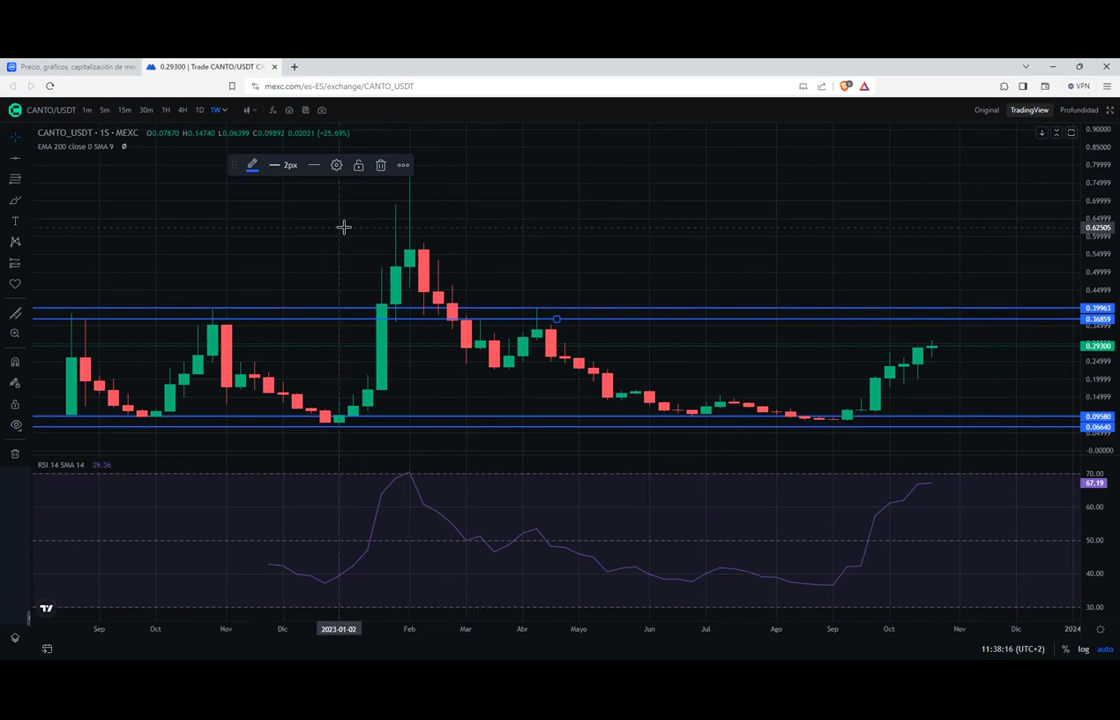 Precio, gráficos, capitalización de mer
0.29300 | Trade CANTO/USDT CA
mexc.com/es-ES/exchange/CANTO_USDT
VPN
CANTO/USDT 1m 5m 15m 30m 1H 4H 1D 1W Original TradingView Profundidad
CANTO_USDT • 1S • MEXC O0.07870 H0.14740 L0.06399 C0.09892 0.02021 (+25.69%)
EMA 200 close 0 SMA 9
2px
0.90000
0.85000
0.79999
0.74999
0.69999
0.62505
0.59999
0.54999
0.49999
0.44999
0.39963
0.36859
0.34999
0.29300
0.24999
0.19999
0.14999
0.09580
0.06640
0.04999
-0.00000
RSI 14 SMA 14 39.36
70.00
67.19
60.00
50.00
40.00
30.00
Sep Oct Nov Dic 2023-01-02 Feb Mar Abr Mayo Jun Jul Ago Sep Oct Nov Dic 2024
11:38:16 (UTC+2) % log auto